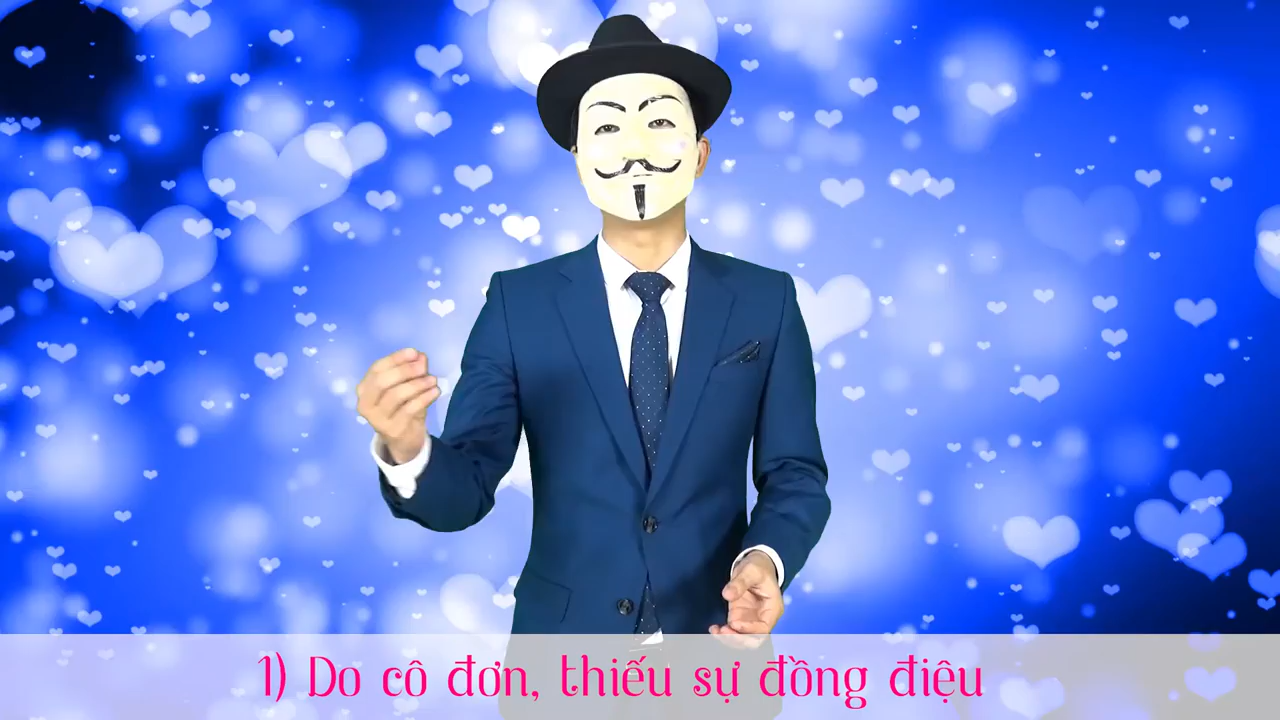 1) Do cô đơn, thiếu sự đồng điệu